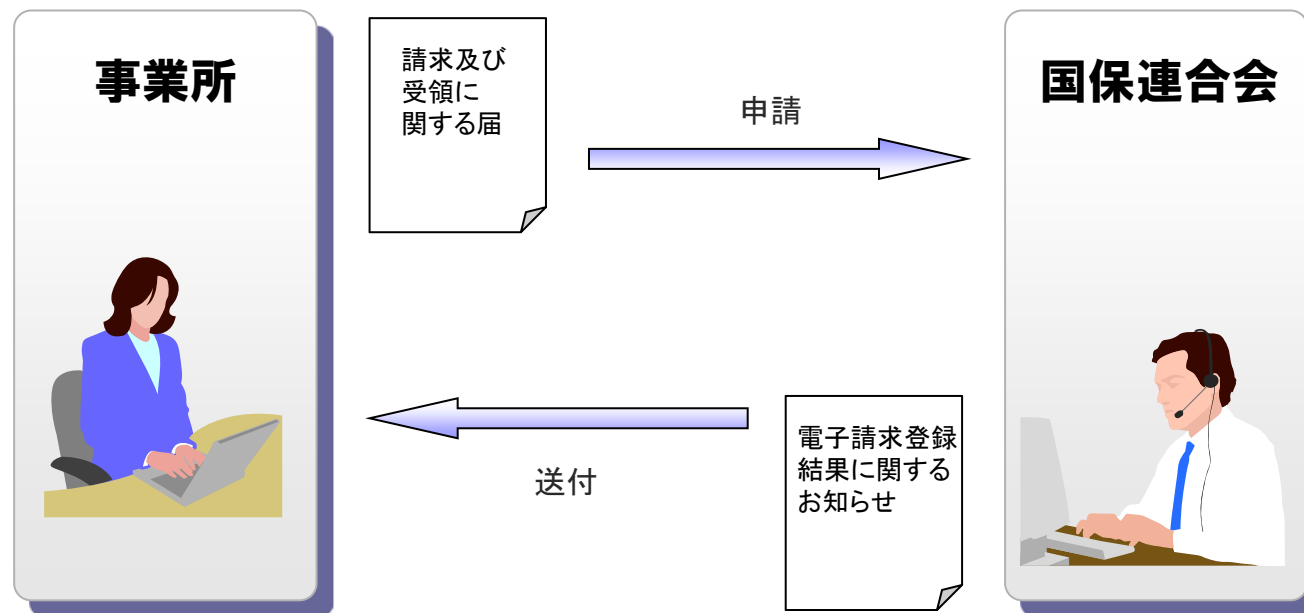 事業所
請求及び
受領に
関する届
申請
国保連合会
送付
電子請求登録
結果に関する
お知らせ